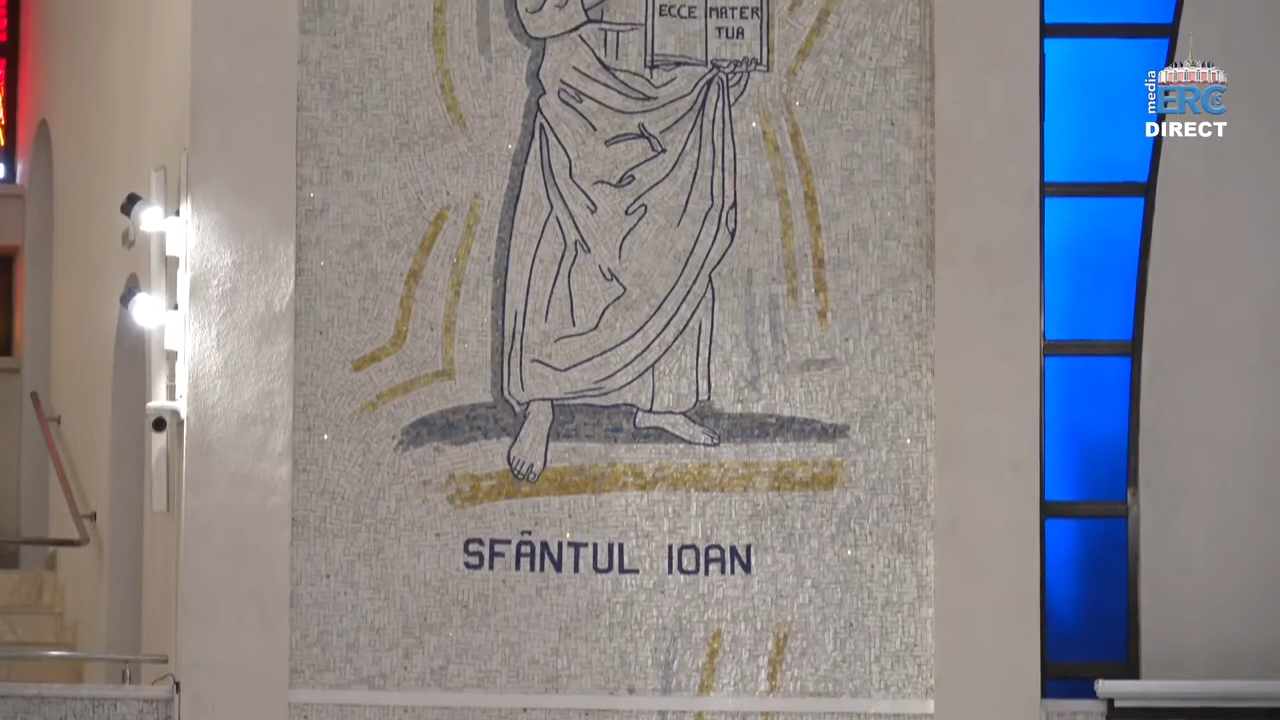 ECCE MATER
TUA
media
ERC
DIRECT
SFÂNTUL IOAN